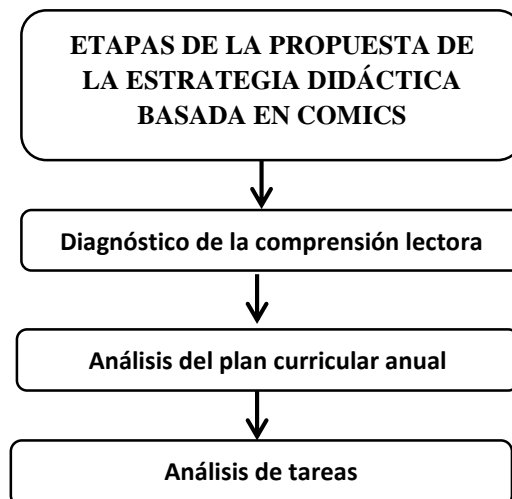 ETAPAS DE LA PROPUESTA DE
LA ESTRATEGIA DIDÁCTICA
BASADA EN COMICS
Diagnóstico de la comprensión lectora
Análisis del plan curricular anual
Análisis de tareas